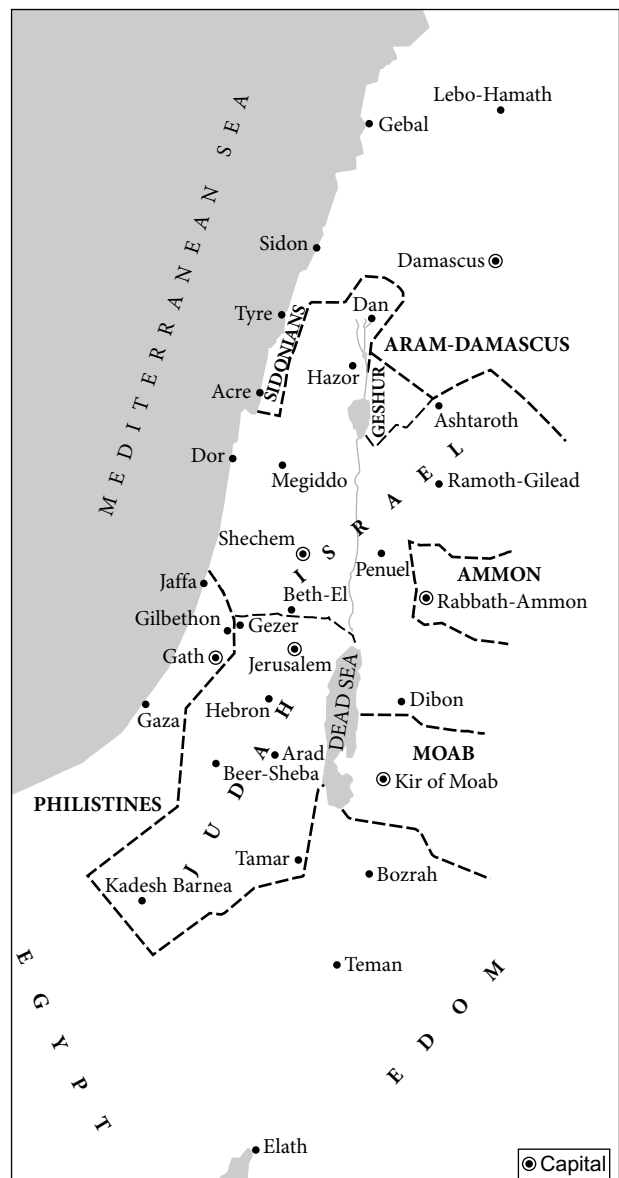 MEDITERRANEAN SEA
Lebo-Hamath
Gebal
Sidon
Damascus
Dan
Tyre
SIDONIANS
ARAM-DAMASCUS
Hazor
GESHUR
Acre
Ashtaroth
Dor
Megiddo
Ramoth-Gilead
ISRAEL
Shechem
Penuel
AMMON
Jaffa
Beth-El
Rabbath-Ammon
Gilbethon
Gezer
Gath
Jerusalem
DEAD SEA
Hebron
Dibon
Gaza
JUDAH
Arad
MOAB
Beer-Sheba
Kir of Moab
PHILISTINES
Tamar
Kadesh Barnea
Bozrah
Teman
EGYPT
EDOM
Elath
Capital